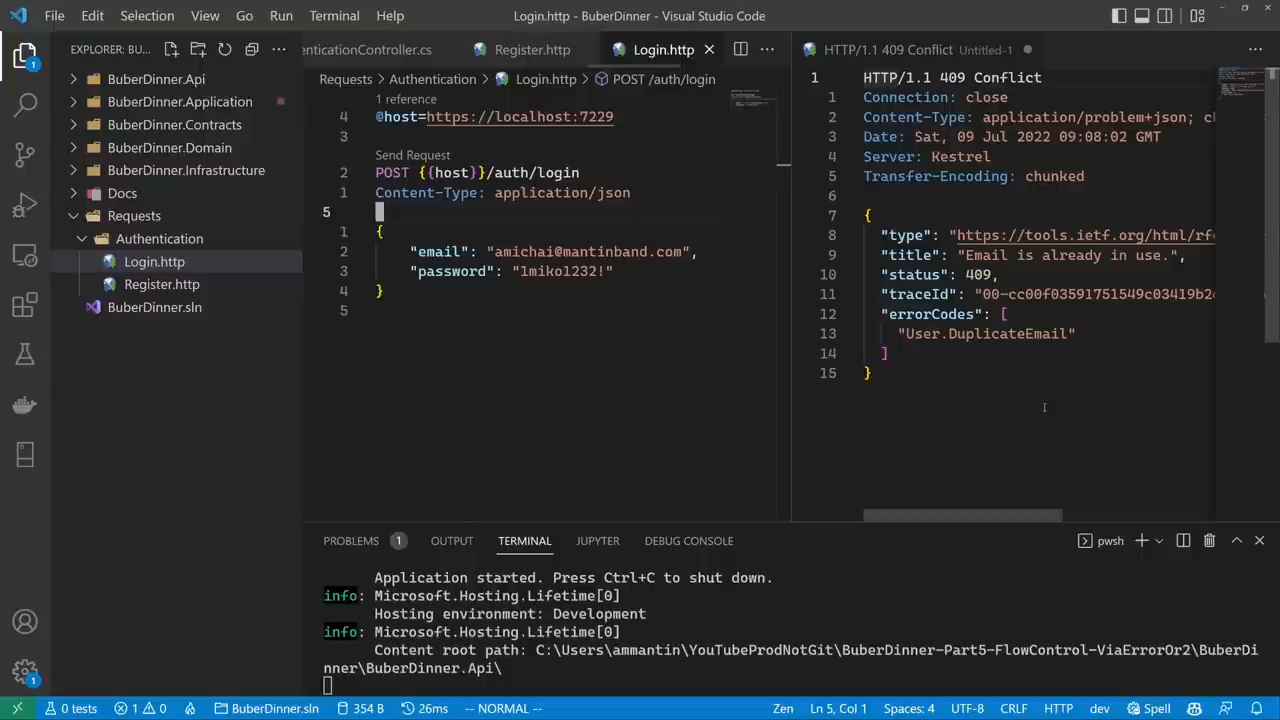 File Edit Selection View Go Run Terminal Help Login.http - BuberDinner - Visual Studio Code
EXPLORER: BU...
1
BuberDinner.Api
BuberDinner.Application
BuberDinner.Contracts
BuberDinner.Domain
BuberDinner.Infrastructure
Docs
Requests
Authentication
Login.http
Register.http
BuberDinner.sln
1
enticationController.cs Register.http Login.http
Requests > Authentication > Login.http > POST /auth/login
1 reference
4 @host=https://localhost:7229
3
Send Request
2 POST {{host}}/auth/login
1 Content-Type: application/json
5
1 {
2 "email": "amichai@mantinband.com",
3 "password": "1miko1232!"
4 }
5
HTTP/1.1 409 Conflict Untitled-1
1 HTTP/1.1 409 Conflict
1 Connection: close
2 Content-Type: application/problem+json; c
3 Date: Sat, 09 Jul 2022 09:08:02 GMT
4 Server: Kestrel
5 Transfer-Encoding: chunked
6
7 {
8 "type": "https://tools.ietf.org/html/rf
9 "title": "Email is already in use.",
10 "status": 409,
11 "traceId": "00-cc00f03591751549c03419b2
12 "errorCodes": [
13 "User.DuplicateEmail"
14 ]
15 }
PROBLEMS 1 OUTPUT TERMINAL JUPYTER DEBUG CONSOLE pwsh
Application started. Press Ctrl+C to shut down.
info: Microsoft.Hosting.Lifetime[0]
Hosting environment: Development
info: Microsoft.Hosting.Lifetime[0]
Content root path: C:\Users\ammantin\YouTubeProdNotGit\BuberDinner-Part5-FlowControl-ViaErrorOr2\BuberDi
nner\BuberDinner.Api\
0 tests 1 0 BuberDinner.sln 354 B 26ms -- NORMAL -- Zen Ln 5, Col 1 Spaces: 4 UTF-8 CRLF HTTP dev Spell